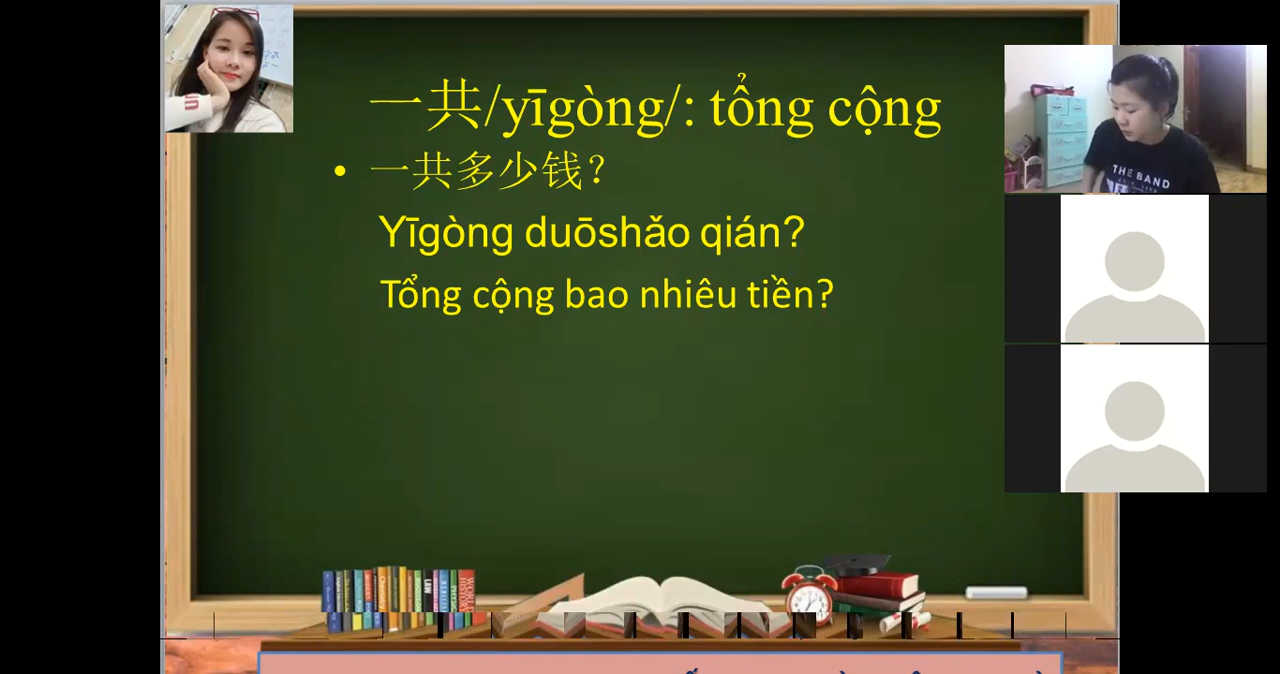 一共/yīgòng/: tổng cộng
• 一共多少钱？
Yīgòng duōshǎo qián?
Tổng cộng bao nhiêu tiền?
THE BAND